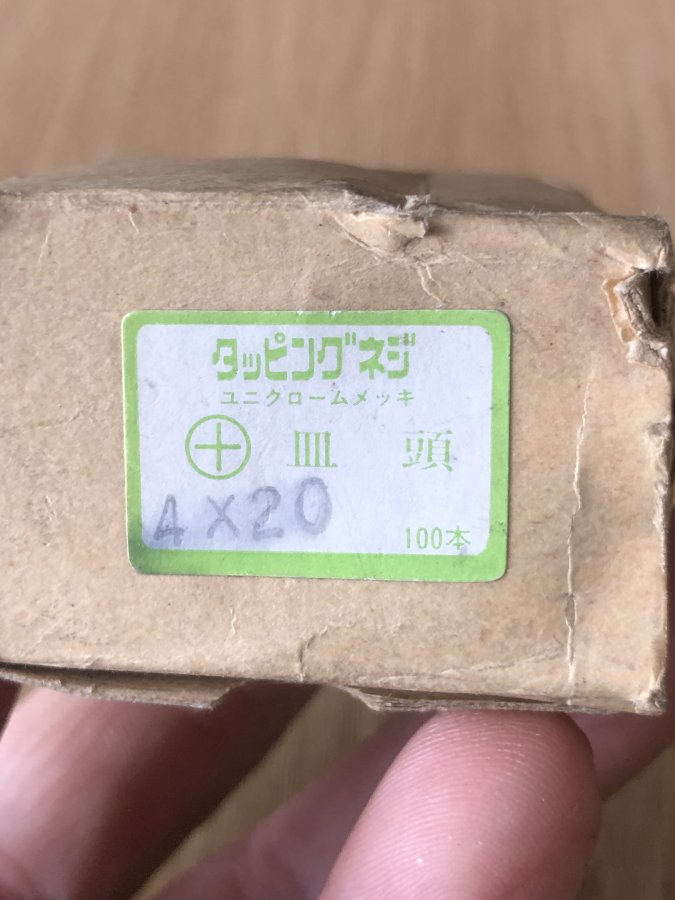 タッピングネジ
ユニクロームメッキ
⊕ 皿 頭
4×20
100本